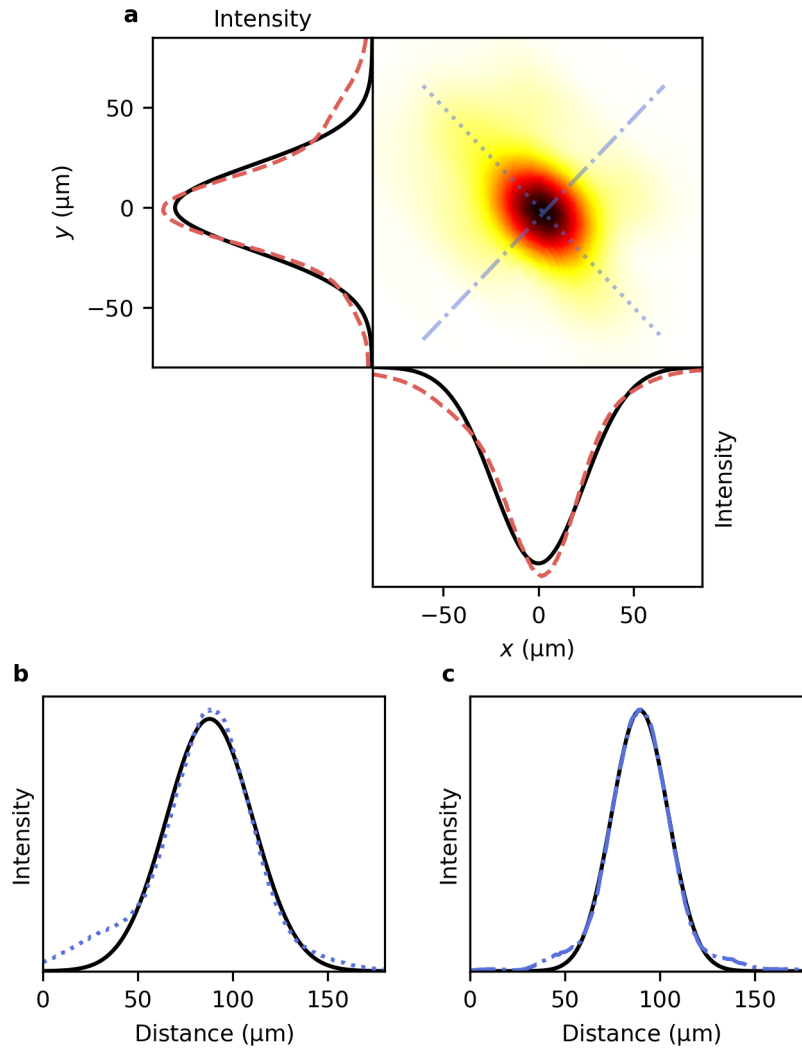 a
Intensity
50
0
−50
y (μm)
Intensity
−50 0 50
x (μm)
b
c
Intensity
Intensity
0 50 100 150
0 50 100 150
Distance (μm)
Distance (μm)